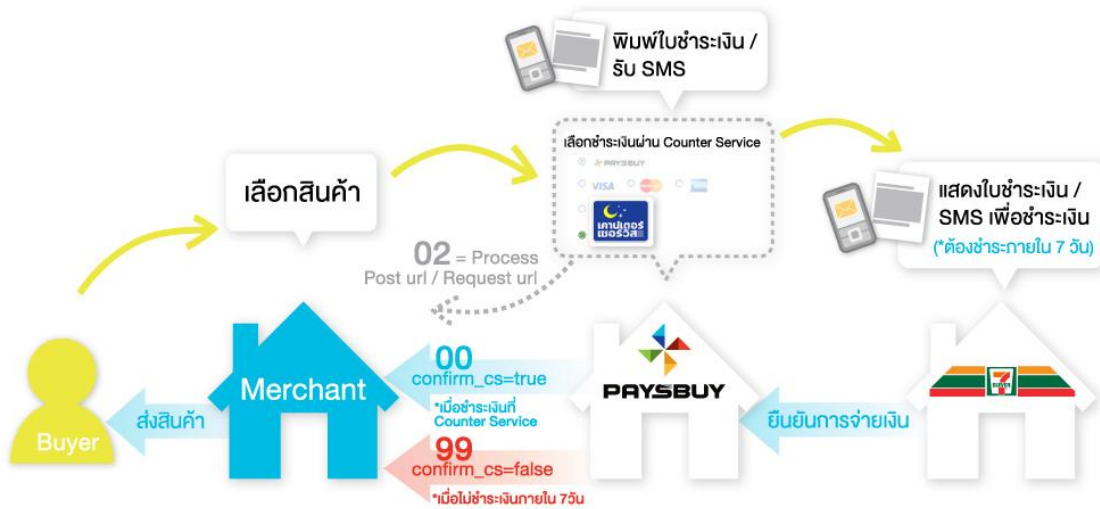 พิมพ์ใบชำระเงิน /
รับ SMS
เลือกชำระเงินผ่าน Counter Service
PAYSBUY
VISA
เคาน์เตอร์
เซอร์วิส
เลือกสินค้า
แสดงใบชำระเงิน /
SMS เพื่อชำระเงิน
(*ต้องชำระภายใน 7 วัน)
02 = Process
Post url / Request url
Buyer
ส่งสินค้า
Merchant
00
confirm_cs=true
*เมื่อชำระเงินที่
Counter Service
99
confirm_cs=false
*เมื่อไม่ชำระเงินภายใน 7วัน
PAYSBUY
ยืนยันการจ่ายเงิน
7
ELEVEN